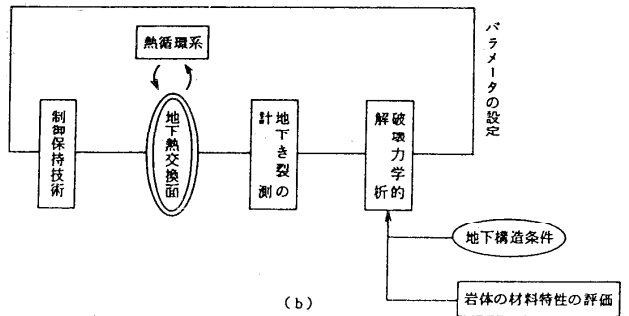 熱循環系
パラメータの設定
制御保持技術
地下熱交換面
地下き裂の
計測
破壊力学的
解析
地下構造条件
岩体の材料特性の評価
(b)